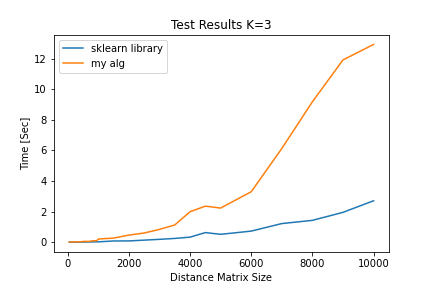 Test Results K=3
sklearn library
my alg
Time [Sec]
12
10
8
6
4
2
0
0 2000 4000 6000 8000 10000
Distance Matrix Size